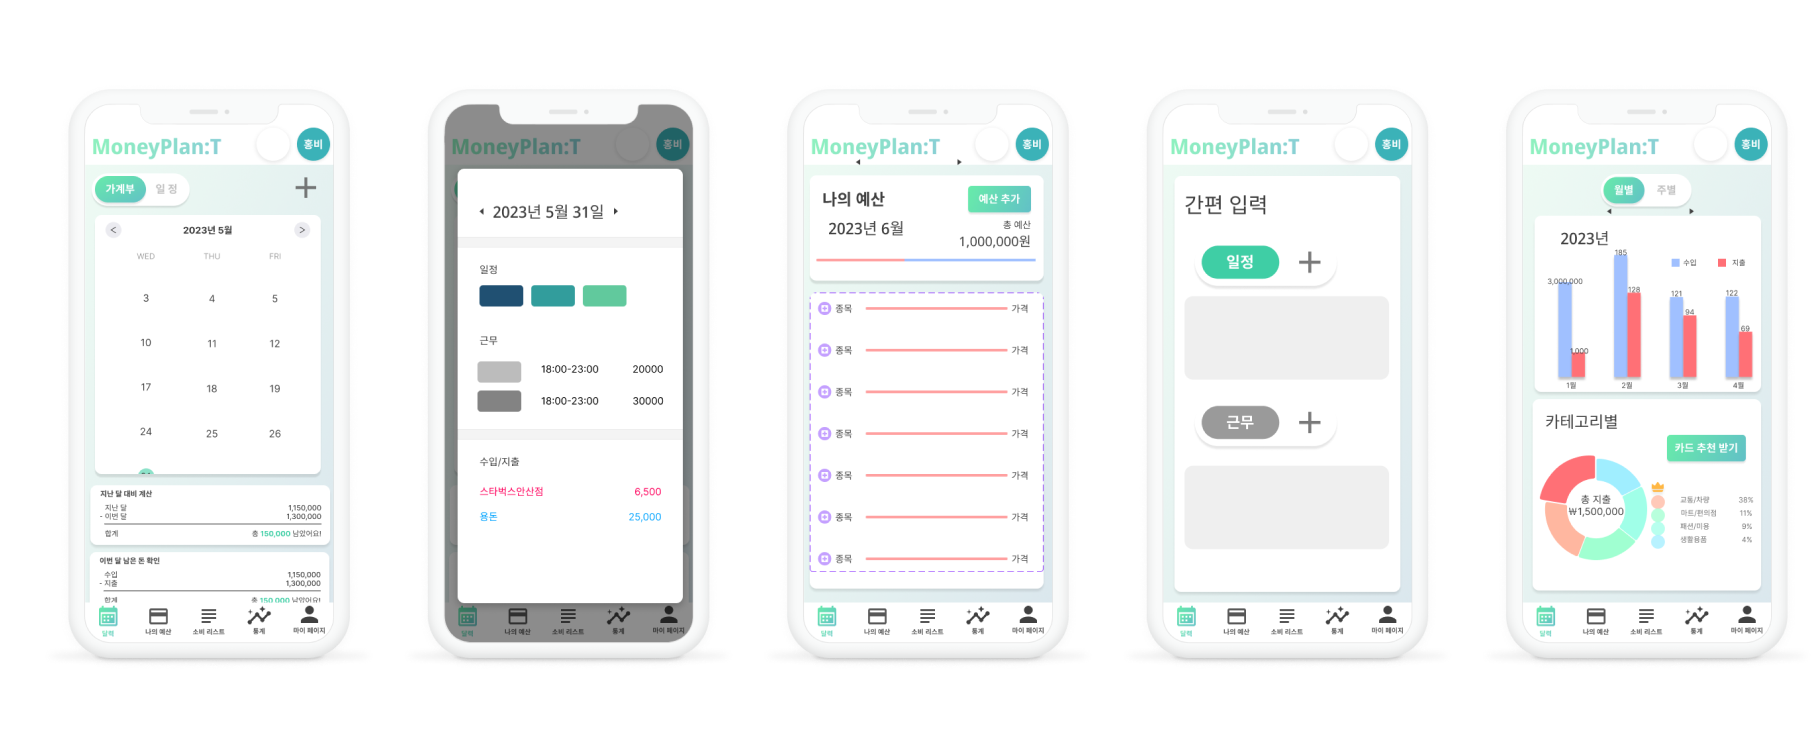 MoneyPlan:T
홍비
가계부 일 정
< 2023년 5월 >
WED THU FRI
3 4 5
10 11 12
17 18 19
24 25 26
지난 달 대비 계산
지난 달 1,150,000
- 이번 달 1,300,000
합계 총 150,000 남았어요!
이번 달 남은 돈 확인
수입 1,150,000
- 지출 1,300,000
합계 총 150,000 남았어요!
달력 나의 예산 소비 리스트 통계 마이 페이지
MoneyPlan:T
홍비
2023년 5월 31일
일정
근무
18:00-23:00 20000
18:00-23:00 30000
수입/지출
스타벅스안산점 6,500
용돈 25,000
달력 나의 예산 소비 리스트 통계 마이 페이지
MoneyPlan:T
홍비
나의 예산 예산 추가
2023년 6월 총 예산
1,000,000원
종목 가격
종목 가격
종목 가격
종목 가격
종목 가격
종목 가격
종목 가격
달력 나의 예산 소비 리스트 통계 마이 페이지
MoneyPlan:T
홍비
간편 입력
일정
근무
달력 나의 예산 소비 리스트 통계 마이 페이지
MoneyPlan:T
홍비
월별 주별
2023년
수입 지출
3,000,000 185 121 122
1,000 128 94 69
1월 2월 3월 4월
카테고리별
카드 추천 받기
총 지출
₩1,500,000
교통/차량 38%
마트/편의점 11%
패션/미용 9%
생활용품 4%
달력 나의 예산 소비 리스트 통계 마이 페이지